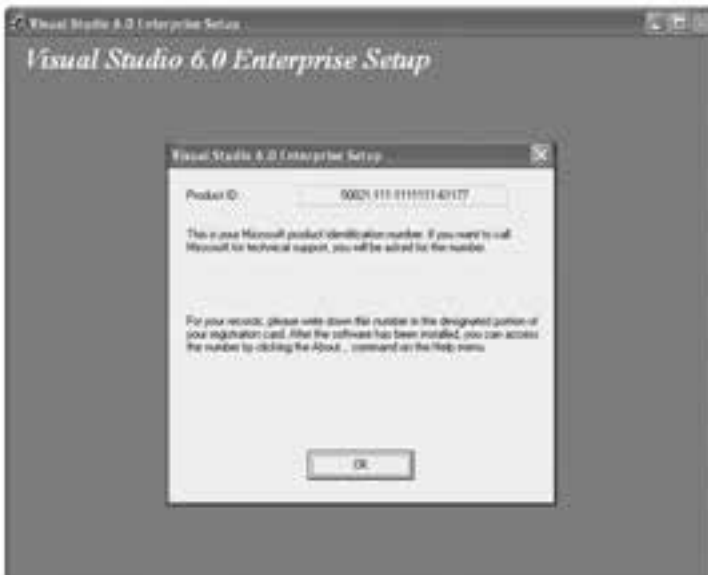 Visual Studio 6.0 Enterprise Setup
Visual Studio 6.0 Enterprise Setup
Visual Studio 6.0 Enterprise Setup
Product ID:
This is your Microsoft product identification number. If you want to call
Microsoft for technical support, you will be asked for this number.
For your records, please write down this number in the designated portion of
your registration card. After the software has been installed, you can access
the number by clicking the About... command on the Help menu.
OK